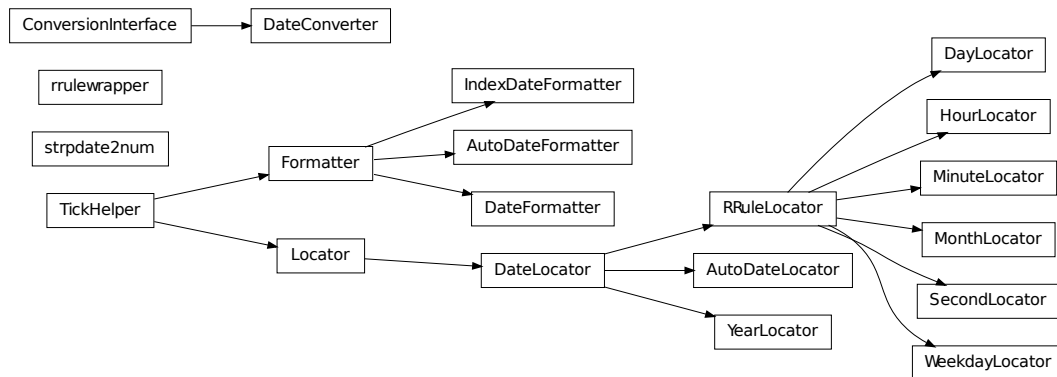 ConversionInterface
DateConverter
rrulewrapper
strpdate2num
TickHelper
Formatter
Locator
IndexDateFormatter
AutoDateFormatter
DateFormatter
DateLocator
RRuleLocator
AutoDateLocator
YearLocator
DayLocator
HourLocator
MinuteLocator
MonthLocator
SecondLocator
WeekdayLocator